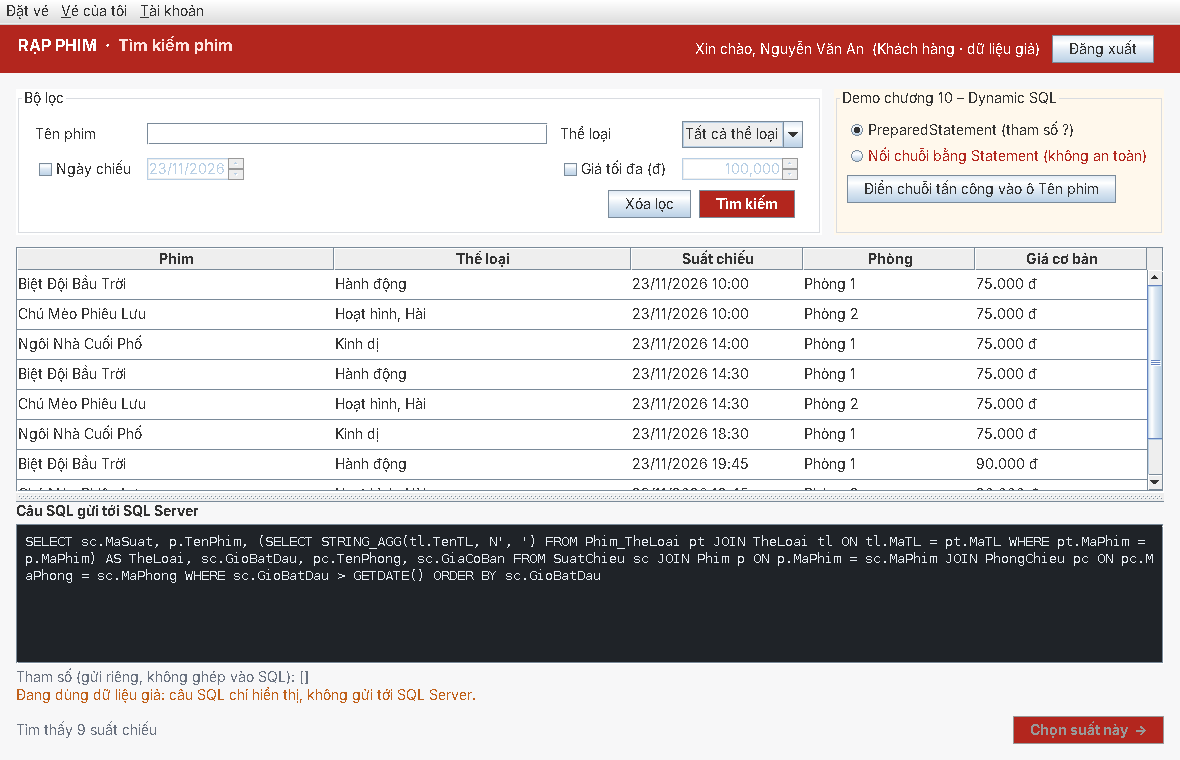 Đặt vé Vé của tôi Tài khoản
RẠP PHIM · Tìm kiếm phim
Xin chào, Nguyễn Văn An (Khách hàng · dữ liệu giả) Đăng xuất
Bộ lọc
Tên phim Thể loại Tất cả thể loại
Ngày chiếu 23/11/2026 Giá tối đa (đ) 100,000
Xóa lọc Tìm kiếm
Demo chương 10 – Dynamic SQL
PreparedStatement (tham số ?)
Nối chuỗi bằng Statement (không an toàn)
Điền chuỗi tấn công vào ô Tên phim
Phim Thể loại Suất chiếu Phòng Giá cơ bản
Biệt Đội Bầu Trời Hành động 23/11/2026 10:00 Phòng 1 75.000 đ
Chú Mèo Phiêu Lưu Hoạt hình, Hài 23/11/2026 10:00 Phòng 2 75.000 đ
Ngôi Nhà Cuối Phố Kinh dị 23/11/2026 14:00 Phòng 1 75.000 đ
Biệt Đội Bầu Trời Hành động 23/11/2026 14:30 Phòng 1 75.000 đ
Chú Mèo Phiêu Lưu Hoạt hình, Hài 23/11/2026 14:30 Phòng 2 75.000 đ
Ngôi Nhà Cuối Phố Kinh dị 23/11/2026 18:30 Phòng 1 75.000 đ
Biệt Đội Bầu Trời Hành động 23/11/2026 19:45 Phòng 1 90.000 đ
Câu SQL gửi tới SQL Server
SELECT sc.MaSuat, p.TenPhim, (SELECT STRING_AGG(tl.TenTL, N', ') FROM Phim_TheLoai pt JOIN TheLoai tl ON tl.MaTL = pt.MaTL WHERE pt.MaPhim =
p.MaPhim) AS TheLoai, sc.GioBatDau, pc.TenPhong, sc.GiaCoBan FROM SuatChieu sc JOIN Phim p ON p.MaPhim = sc.MaPhim JOIN PhongChieu pc ON pc.M
aPhong = sc.MaPhong WHERE sc.GioBatDau > GETDATE() ORDER BY sc.GioBatDau
Tham số (gửi riêng, không ghép vào SQL): []
Đang dùng dữ liệu giả: câu SQL chỉ hiển thị, không gửi tới SQL Server.
Tìm thấy 9 suất chiếu
Chọn suất này →